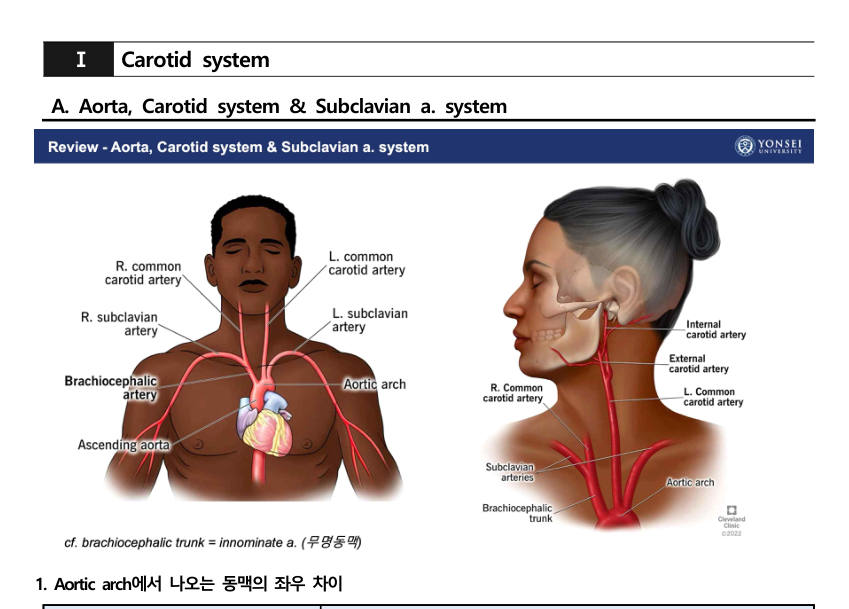 I Carotid system
A. Aorta, Carotid system & Subclavian a. system
Review - Aorta, Carotid system & Subclavian a. system
YONSEI
UNIVERSITY
R. common
carotid artery
L. common
carotid artery
R. subclavian
artery
L. subclavian
artery
Brachiocephalic
artery
Aortic arch
Ascending aorta
Internal
carotid artery
External
carotid artery
R. Common
carotid artery
L. Common
carotid artery
Subclavian
arteries
Aortic arch
Brachiocephalic
trunk
Cleveland
Clinic
©2022
cf. brachiocephalic trunk = innominate a. (무명동맥)
1. Aortic arch에서 나오는 동맥의 좌우 차이